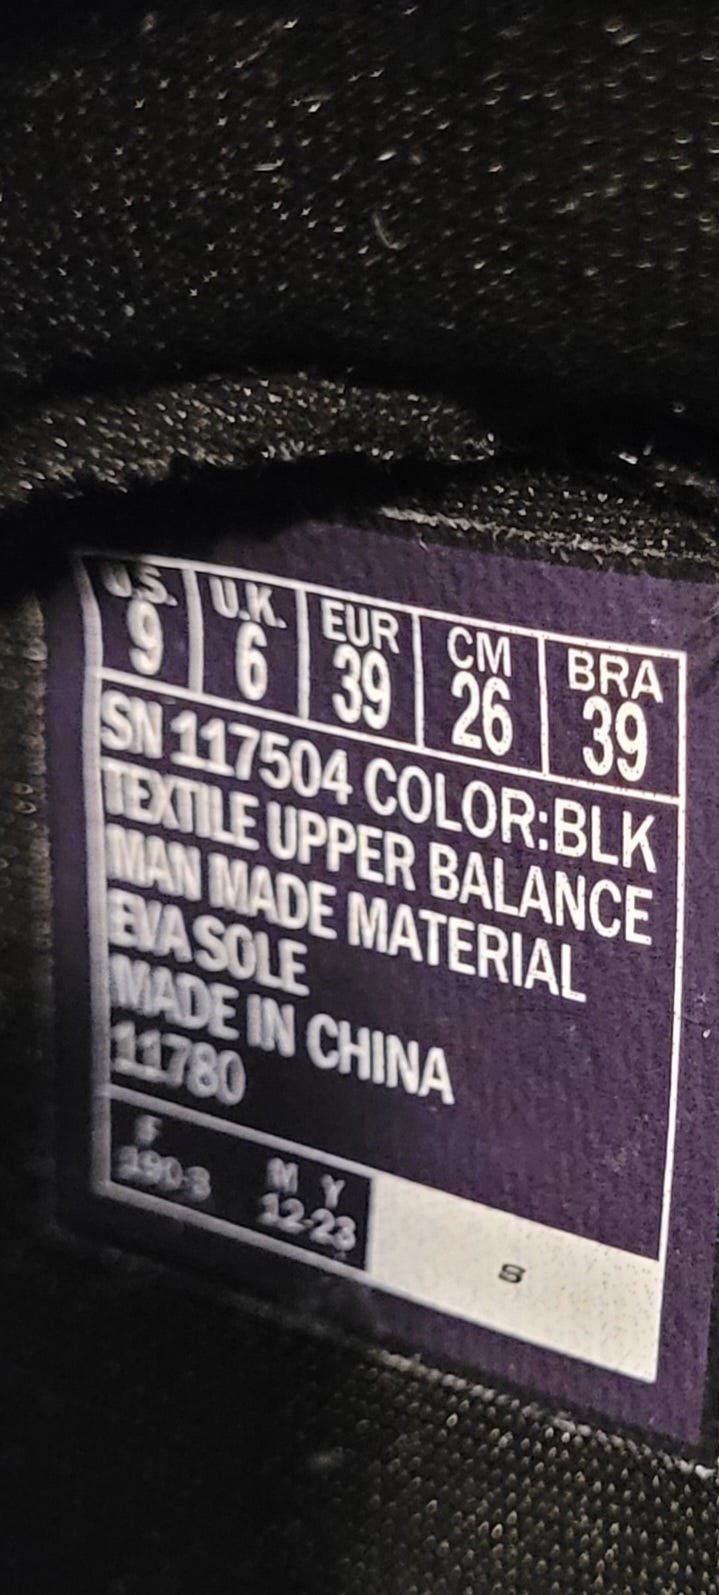 U.S. U.K. EUR CM BRA
9 6 39 26 39
SN 117504 COLOR:BLK
TEXTILE UPPER BALANCE
MAN MADE MATERIAL
EVA SOLE
MADE IN CHINA
11780
F M Y
190-3 12-23
S